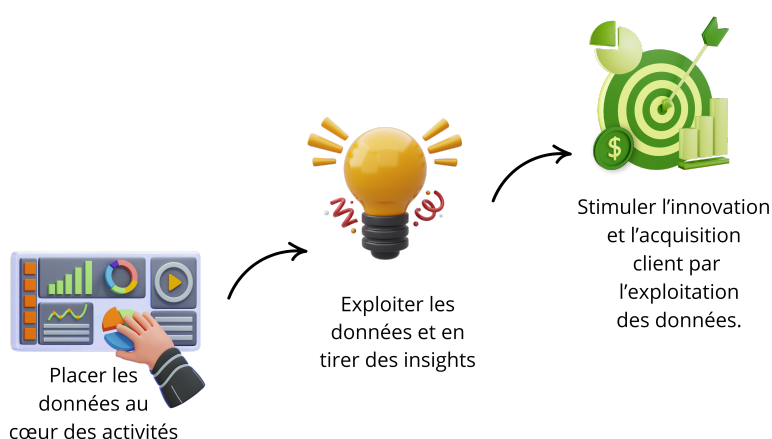 Placer les
données au
cœur des activités
Exploiter les
données et en
tirer des insights
Stimuler l’innovation
et l’acquisition
client par
l’exploitation
des données.
$